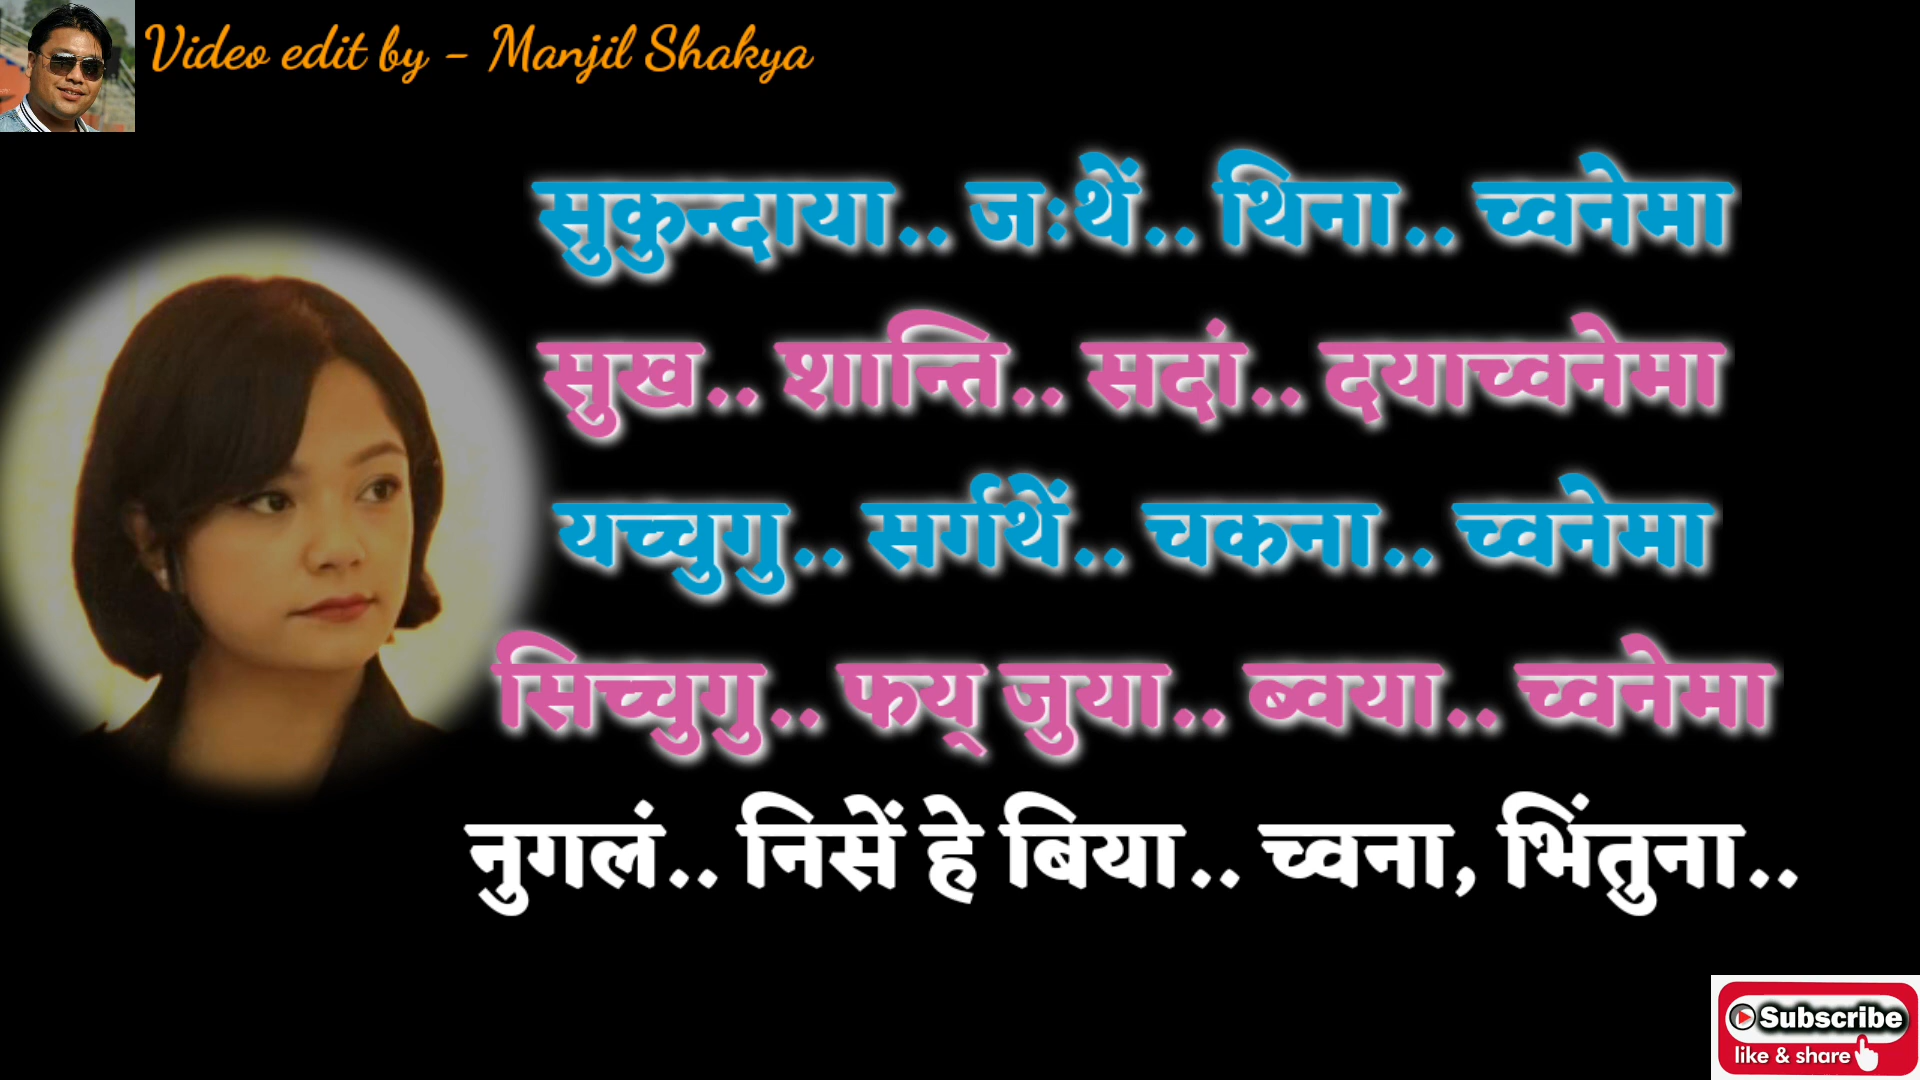 Video edit by - Manjil Shakya
सुकुन्दाया.. जःथें.. थिना.. च्वनेमा
सुख.. शान्ति.. सदां.. दयाच्वनेमा
यच्चुगु.. सर्गथें.. चकना.. च्वनेमा
सिच्चुगु.. फय् जुया.. ब्वया.. च्वनेमा
नुगलं.. निसें हे बिया.. च्वना, भिंतुना..
Subscribe
like & share